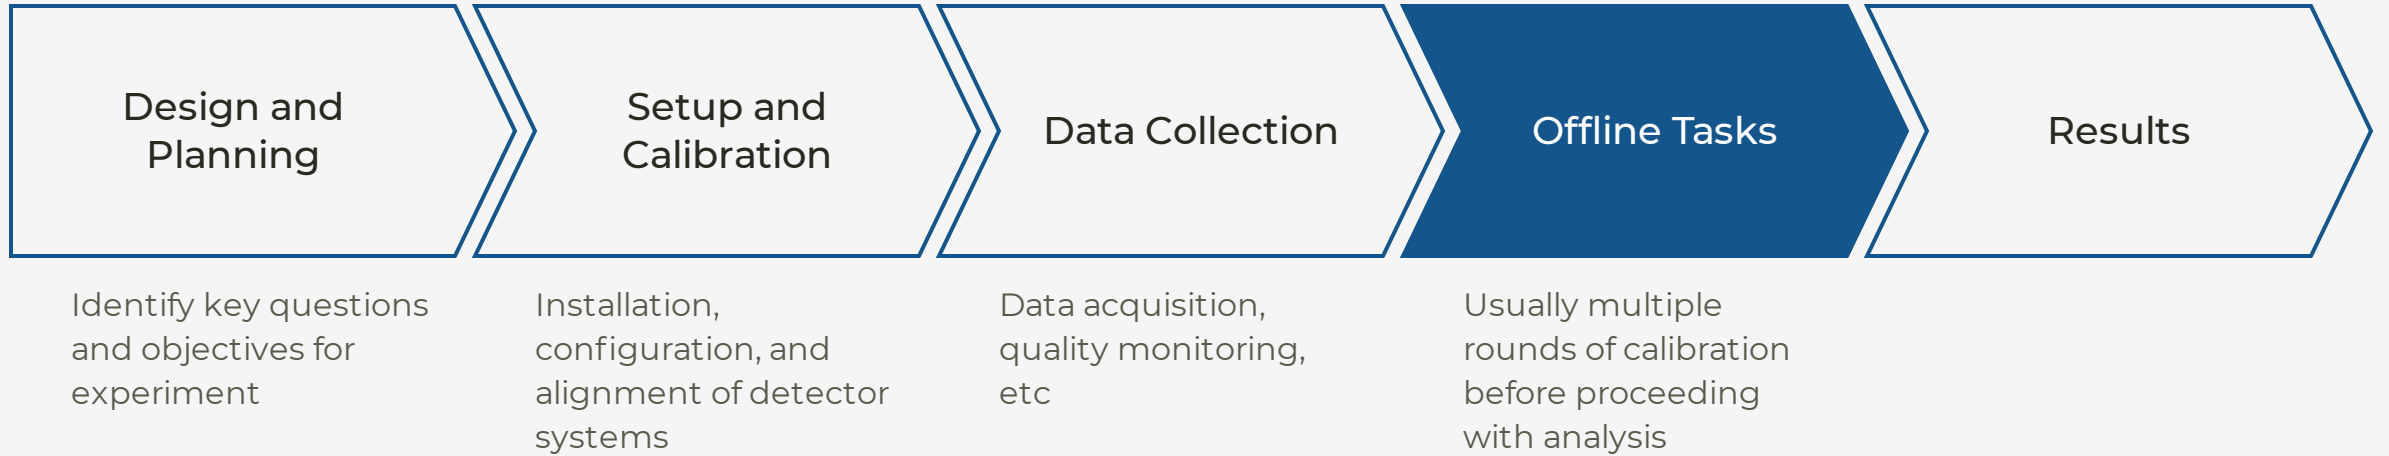 Design and
Planning
Setup and
Calibration
Data Collection
Offline Tasks
Results
Identify key questions
and objectives for
experiment
Installation,
configuration, and
alignment of detector
systems
Data acquisition,
quality monitoring,
etc
Usually multiple
rounds of calibration
before proceeding
with analysis